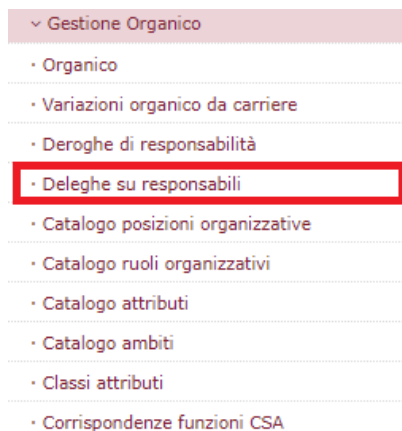 Gestione Organico
Organico
Variazioni organico da carriere
Deroghe di responsabilità
Deleghe su responsabili
Catalogo posizioni organizzative
Catalogo ruoli organizzativi
Catalogo attributi
Catalogo ambiti
Classi attributi
Corrispondenze funzioni CSA